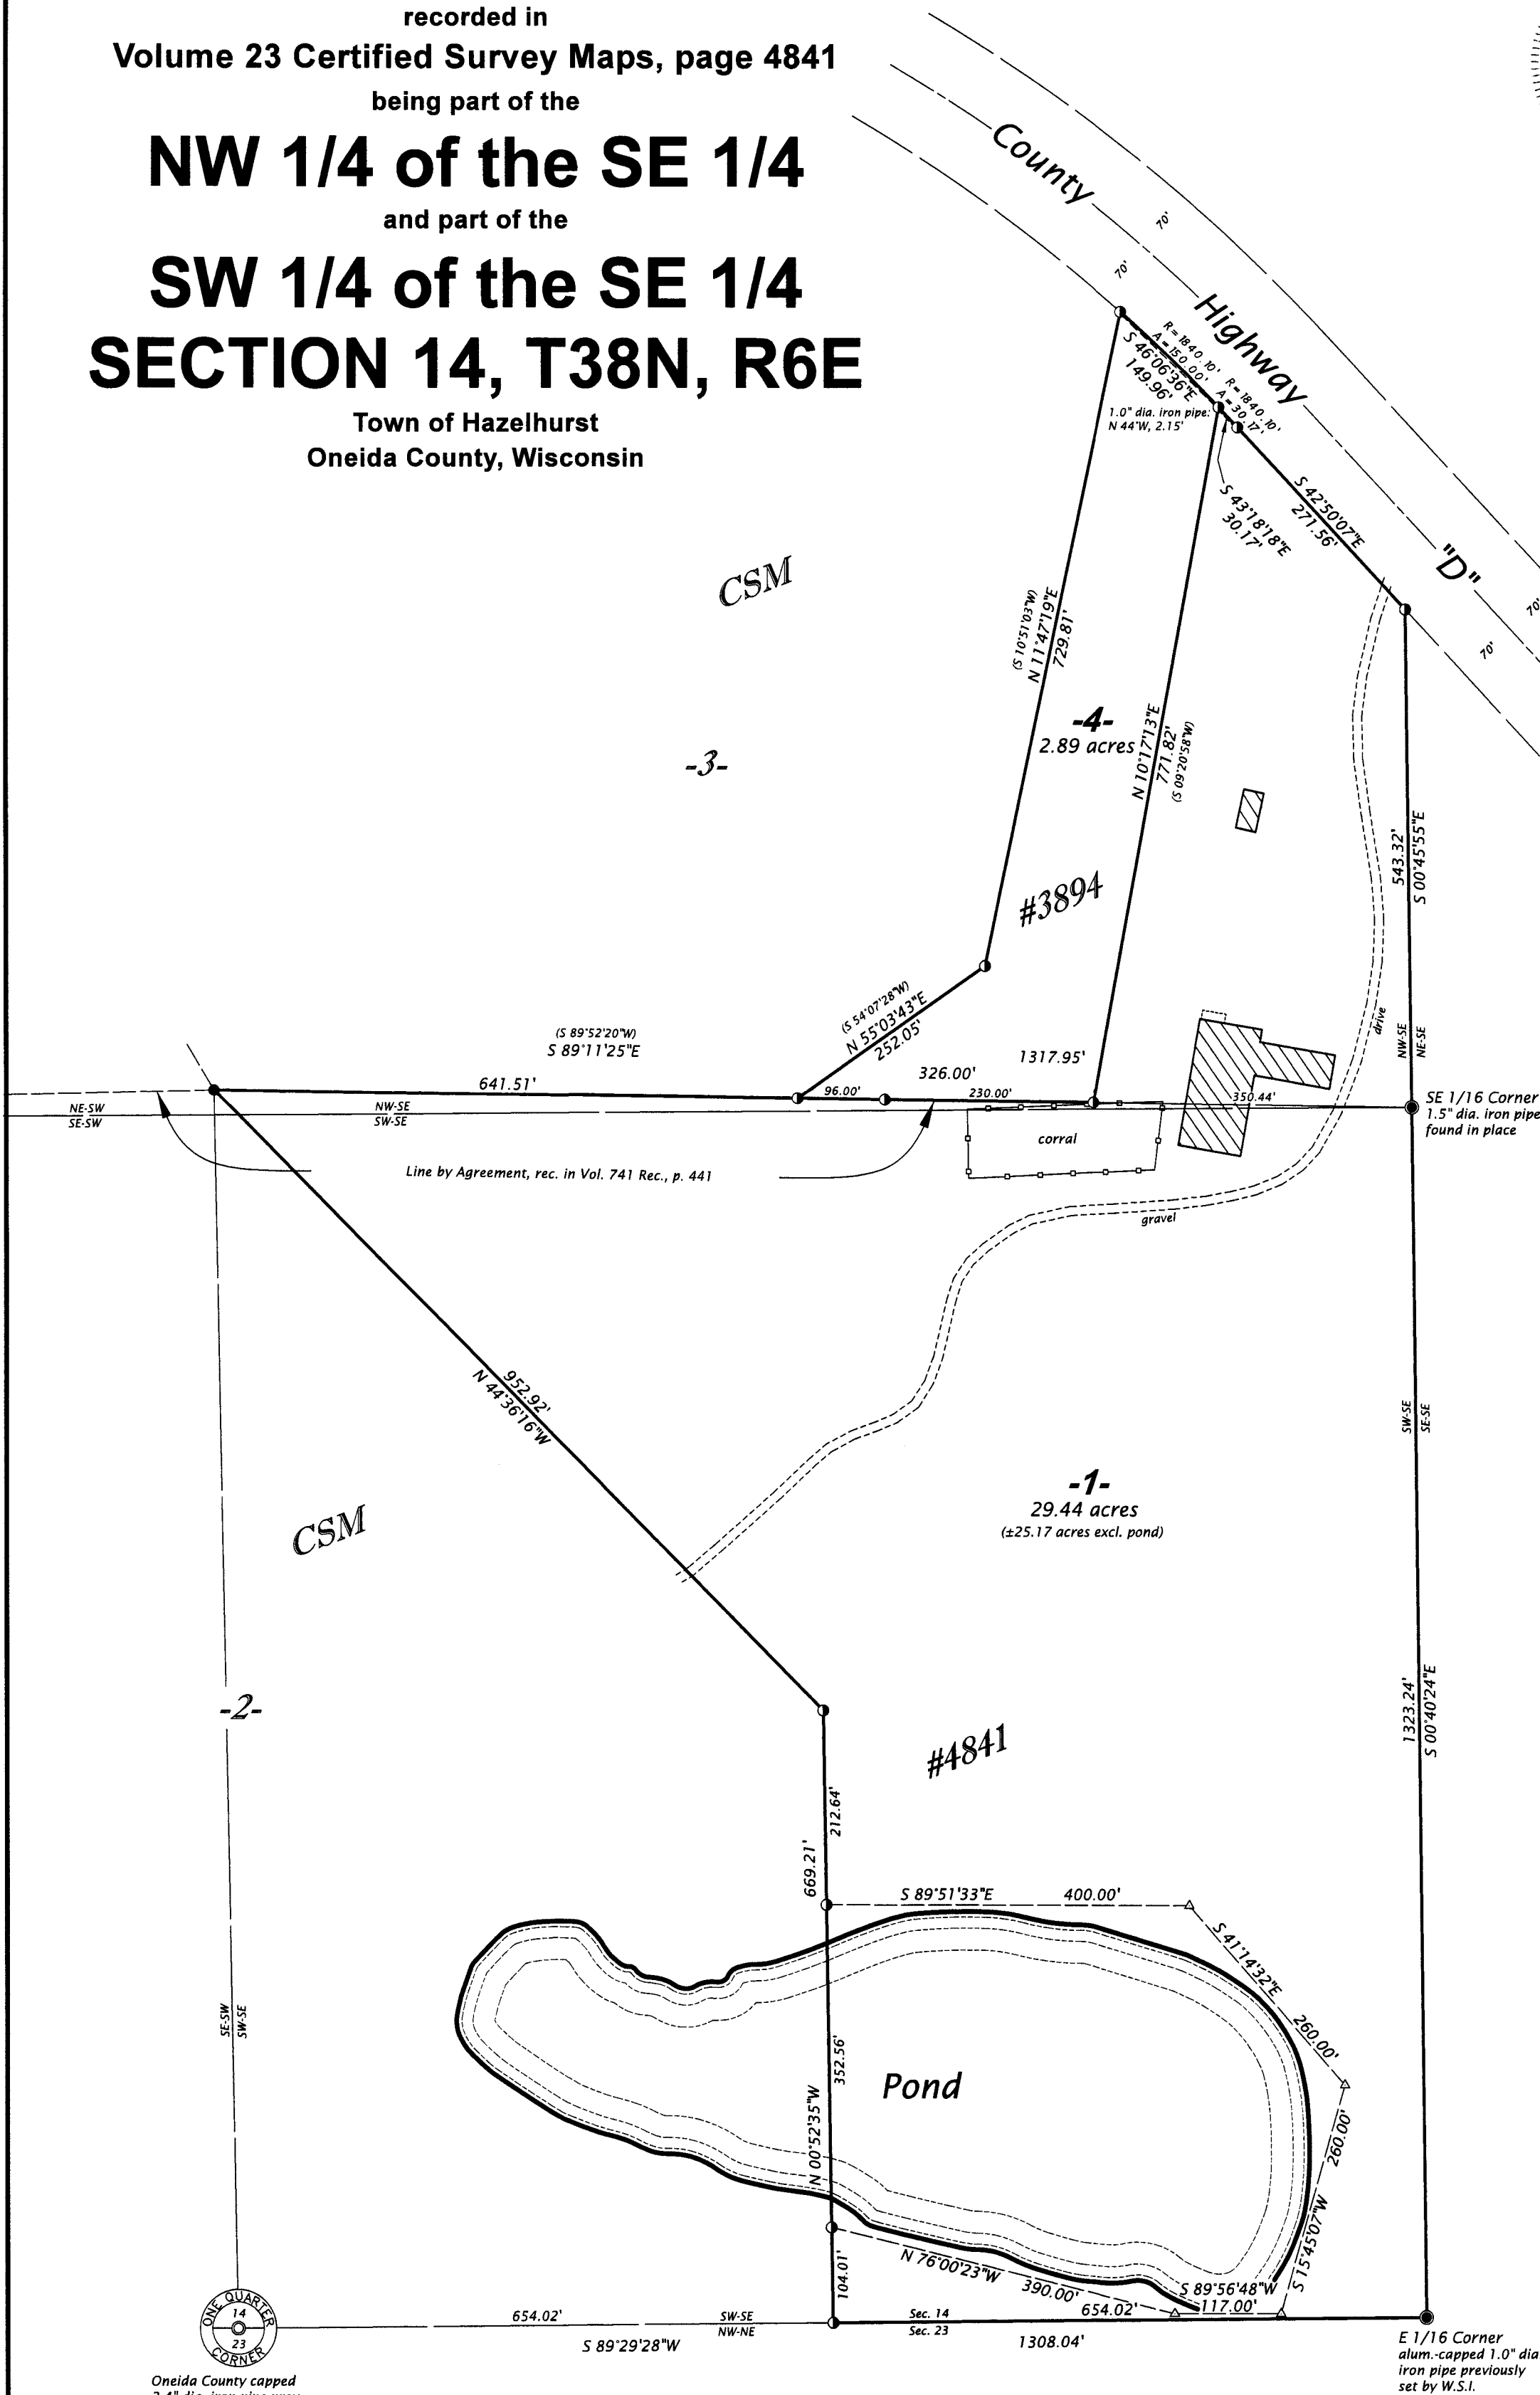 recorded in
Volume 23 Certified Survey Maps, page 4841
being part of the
NW 1/4 of the SE 1/4
and part of the
SW 1/4 of the SE 1/4
SECTION 14, T38N, R6E
Town of Hazelhurst
Oneida County, Wisconsin
County
Highway
"D"
70'
70'
70'
70'
R = 1840.10'
A = 150.00'
S 46°06'36"E
149.96'
R = 1840.10'
A = 30.17'
1.0" dia. iron pipe:
N 44°W, 2.15'
S 43°18'18"E
30.17'
S 42°50'07"E
271.56'
CSM
(S 10°51'03"W)
N 11°47'19"E
729.81'
-4-
2.89 acres
N 10°17'13"E
771.82'
(S 09°20'58"W)
-3-
543.32'
S 00°45'55"E
#3894
(S 54°07'28"W)
N 55°03'43"E
252.05'
(S 89°52'20"W)
S 89°11'25"E
641.51'
1317.95'
326.00'
96.00'
230.00'
350.44'
drive
NW-SE
NE-SE
NE-SW
SE-SW
NW-SE
SW-SE
SE 1/16 Corner
1.5" dia. iron pipe
found in place
corral
Line by Agreement, rec. in Vol. 741 Rec., p. 441
gravel
952.92'
N 44°36'16"W
SW-SE
SE-SE
-1-
29.44 acres
(±25.17 acres excl. pond)
CSM
-2-
1323.24'
S 00°40'24"E
#4841
212.64'
669.21'
S 89°51'33"E 400.00'
S 41°14'32"E
260.00'
SE-SW
SW-SE
352.56'
N 00°52'35"W
Pond
260.00'
S 15°45'07"W
N 76°00'23"W
390.00'
S 89°56'48"W
117.00'
104.01'
ONE QUARTER
14
23
CORNER
654.02'
SW-SE
NW-NE
S 89°29'28"W
Sec. 14
Sec. 23
654.02'
1308.04'
E 1/16 Corner
alum.-capped 1.0" dia
iron pipe previously
set by W.S.I.
Oneida County capped